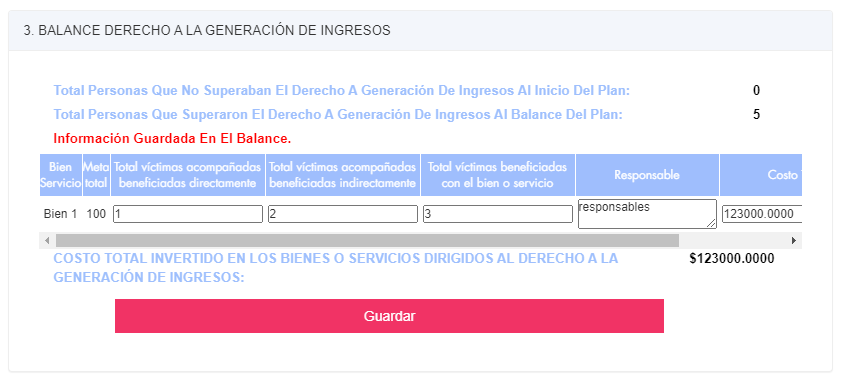 3. BALANCE DERECHO A LA GENERACIÓN DE INGRESOS
Total Personas Que No Superaban El Derecho A Generación De Ingresos Al Inicio Del Plan: 0
Total Personas Que Superaron El Derecho A Generación De Ingresos Al Balance Del Plan: 5
Información Guardada En El Balance.
Bien Meta Total víctimas acompañadas Total víctimas acompañadas Total víctimas beneficiadas Responsable Costo
Servicio total beneficiadas directamente beneficiadas indirectamente con el bien o servicio
Bien 1 100 1 2 3 responsables 123000.0000
COSTO TOTAL INVERTIDO EN LOS BIENES O SERVICIOS DIRIGIDOS AL DERECHO A LA $123000.0000
GENERACIÓN DE INGRESOS:
Guardar